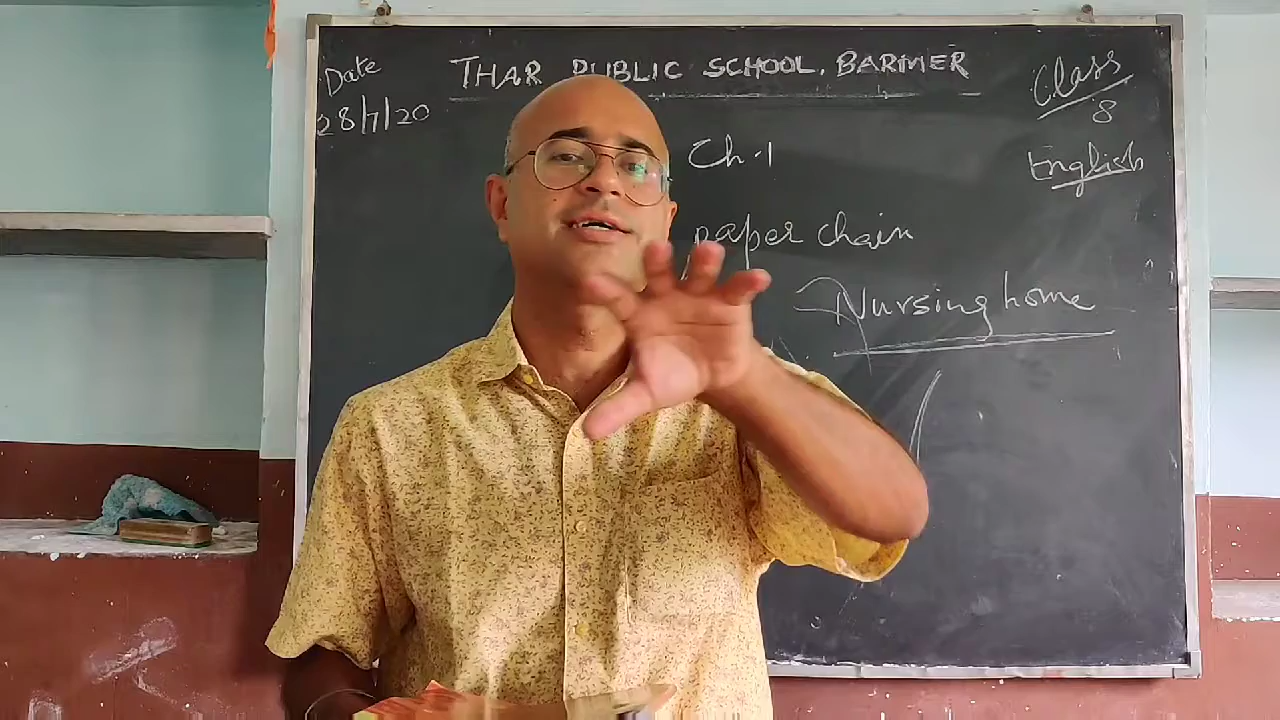 Date
28/7/20
THAR PUBLIC SCHOOL, BARMER
Class
8
English
Ch.1
paper chain
Nursing home